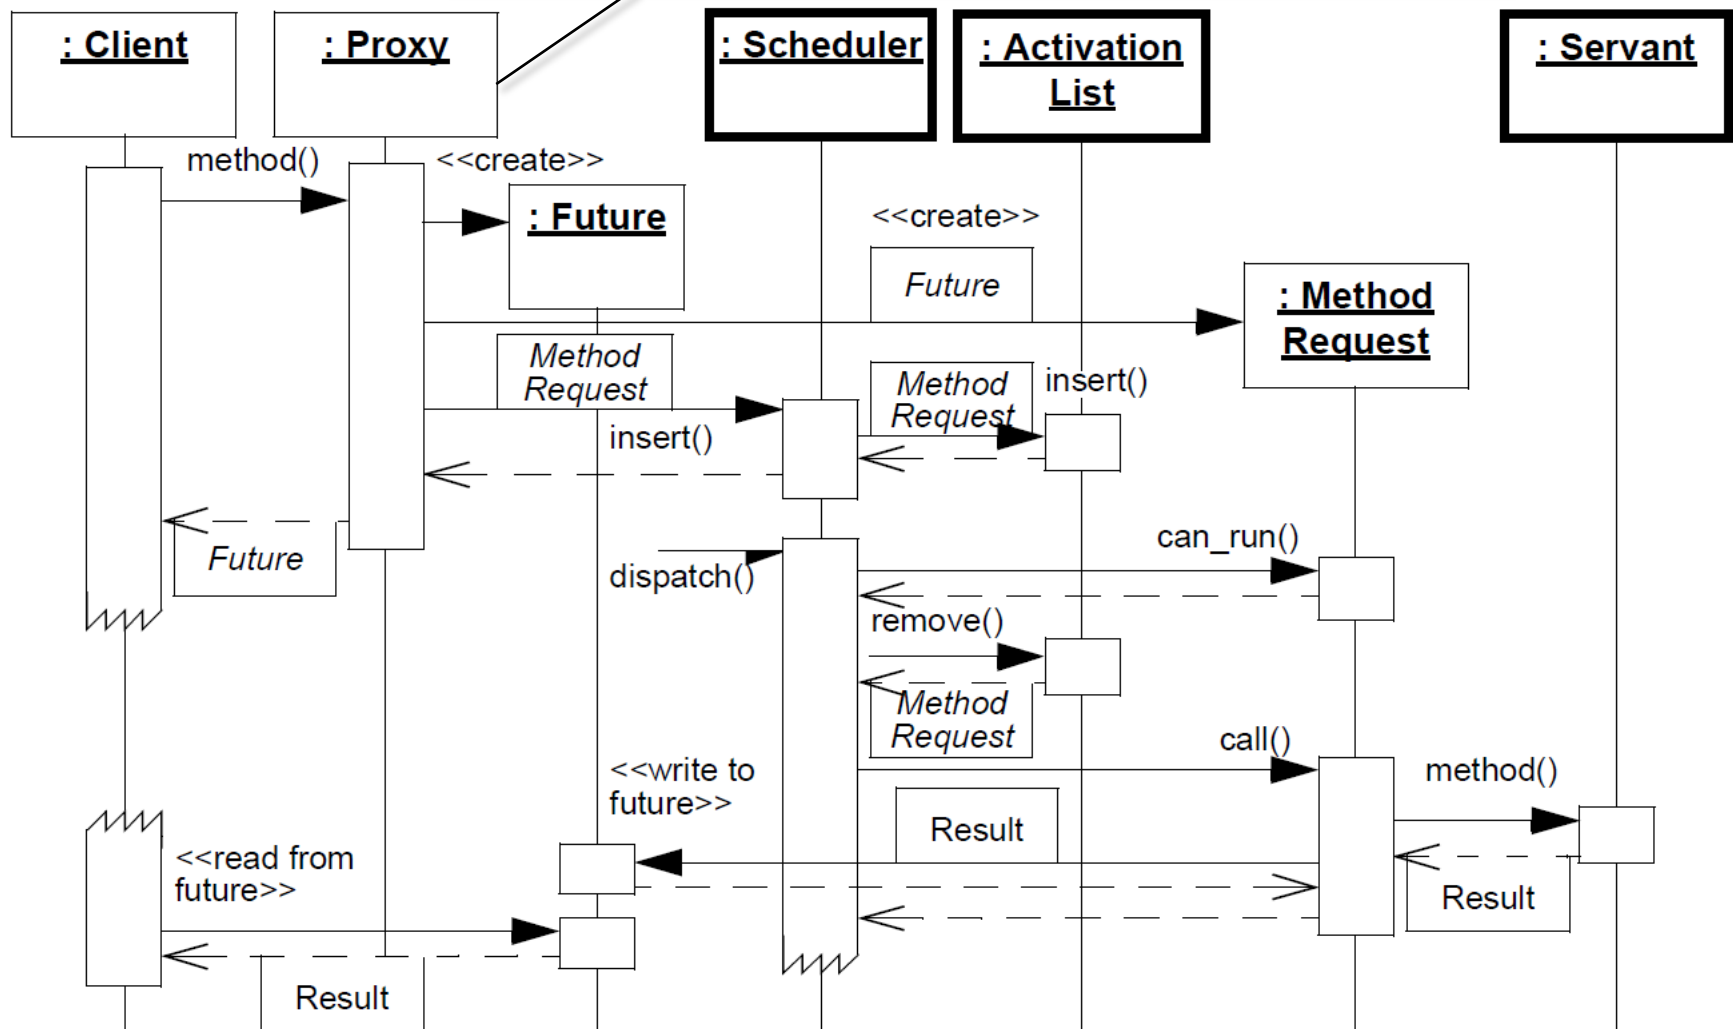 : Client
: Proxy
: Scheduler
: Activation
List
: Servant
method()
<<create>>
: Future
<<create>>
Future
: Method
Request
Method
Request
insert()
Method
Request
insert()
Future
dispatch()
can_run()
remove()
Method
Request
call()
method()
<<write to
future>>
Result
Result
<<read from
future>>
Result